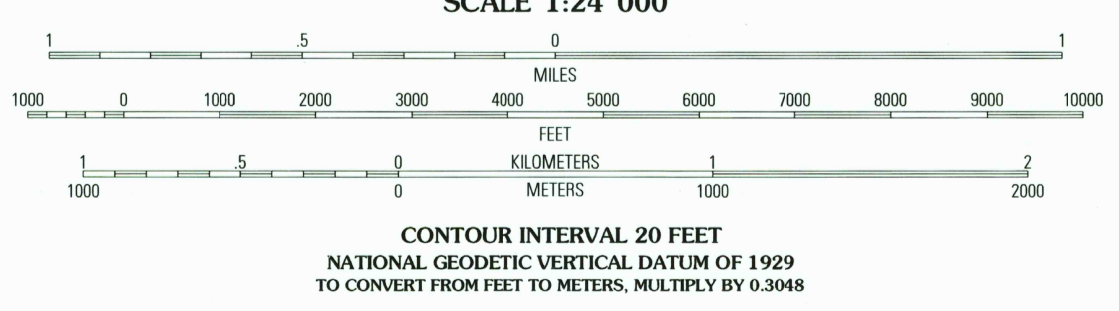 SCALE 1:24 000
1 .5 0 1
MILES
1000 0 1000 2000 3000 4000 5000 6000 7000 8000 9000 10000
FEET
1 .5 0 KILOMETERS 1 2
1000 0 METERS 1000 2000
CONTOUR INTERVAL 20 FEET
NATIONAL GEODETIC VERTICAL DATUM OF 1929
TO CONVERT FROM FEET TO METERS, MULTIPLY BY 0.3048